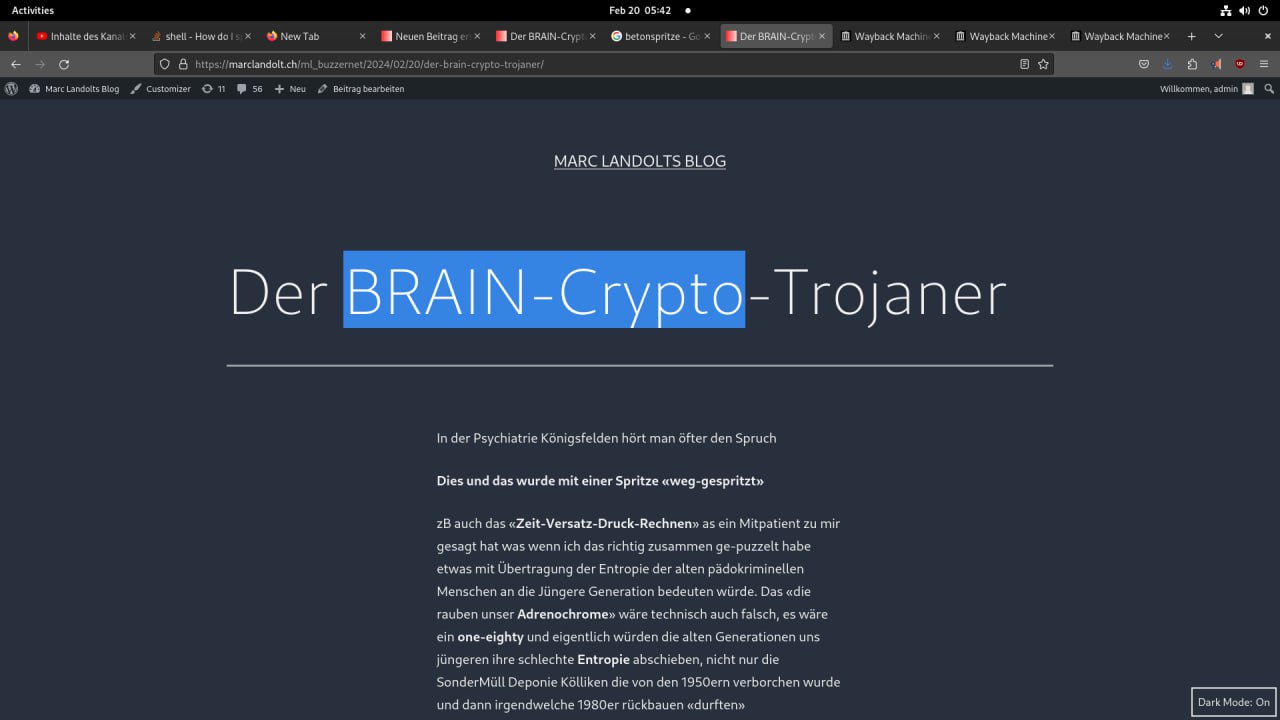 Activities
Feb 20 05:42
Inhalte des Kanal
shell - How do I s
New Tab
Neuen Beitrag er
Der BRAIN-Crypt
betonspritze - Go
Der BRAIN-Crypt
Wayback Machin
Wayback Machine
Wayback Machine
https://marclandolt.ch/ml_buzzernet/2024/02/20/der-brain-crypto-trojaner/
Marc Landolts Blog
Customizer
11
56
Neu
Beitrag bearbeiten
Willkommen, admin
MARC LANDOLTS BLOG
Der BRAIN-Crypto-Trojaner
In der Psychiatrie Königsfelden hört man öfter den Spruch
Dies und das wurde mit einer Spritze «weg-gespritzt»
zB auch das «Zeit-Versatz-Druck-Rechnen» as ein Mitpatient zu mir
gesagt hat was wenn ich das richtig zusammen ge-puzzelt habe
etwas mit Übertragung der Entropie der alten pädokriminellen
Menschen an die Jüngere Generation bedeuten würde. Das «die
rauben unser Adrenochrome» wäre technisch auch falsch, es wäre
ein one-eighty und eigentlich würden die alten Generationen uns
jüngeren ihre schlechte Entropie abschieben, nicht nur die
SonderMüll Deponie Kölliken die von den 1950ern verborchen wurde
und dann irgendwelche 1980er rückbauen «durften»
Dark Mode: On